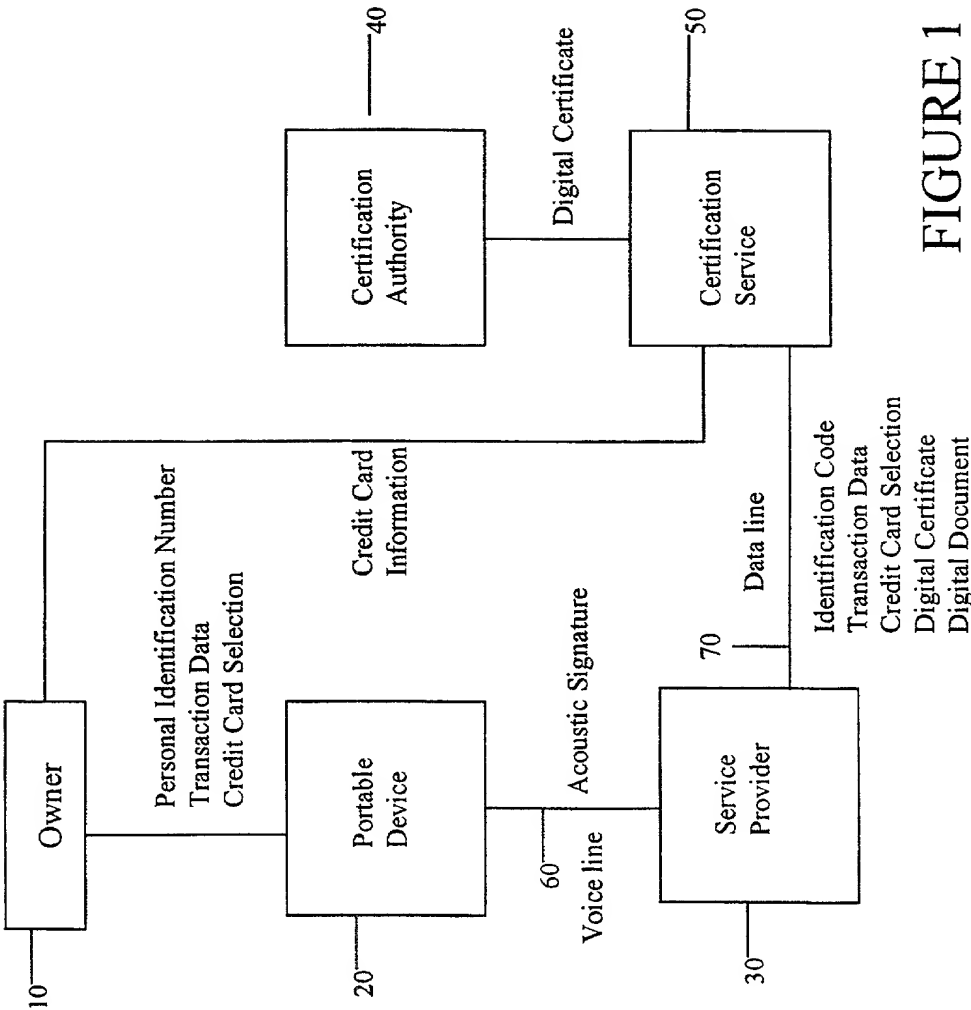 10
Owner
Personal Identification Number
Transaction Data
Credit Card Selection
20
Portable
Device
Credit Card
Information
Certification
Authority
40
60
Voice line
Acoustic Signature
Digital Certificate
30
Service
Provider
70
Data line
Identification Code
Transaction Data
Credit Card Selection
Digital Certificate
Digital Document
Certification
Service
50
FIGURE 1